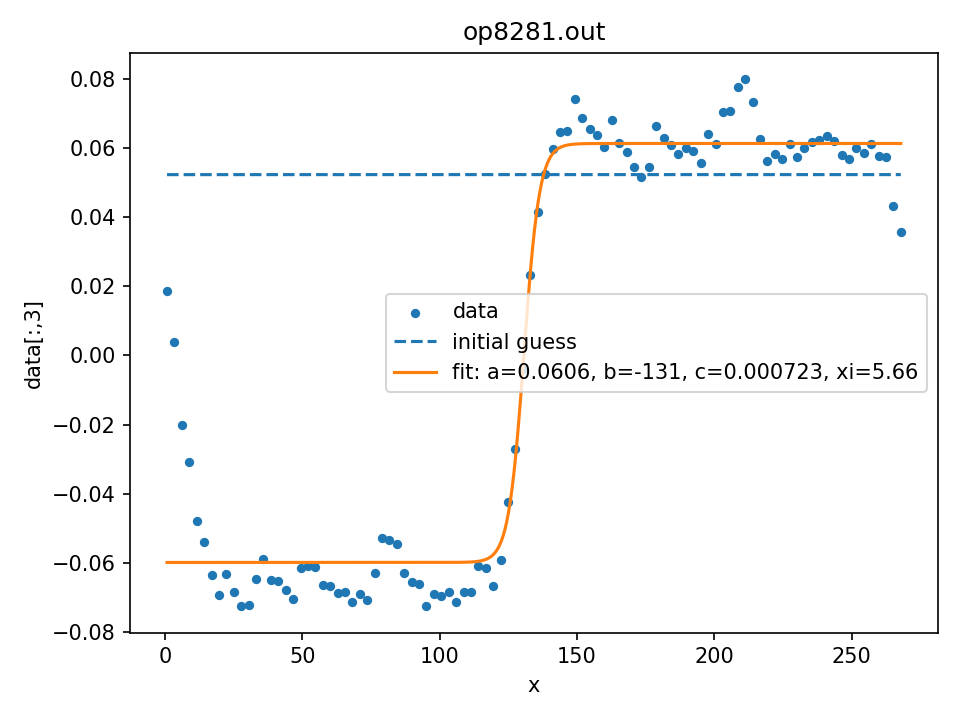 op8281.out
0.08
0.06
0.04
0.02
0.00
−0.02
−0.04
−0.06
−0.08
data[:,3]
data
initial guess
fit: a=0.0606, b=-131, c=0.000723, xi=5.66
0 50 100 150 200 250
x